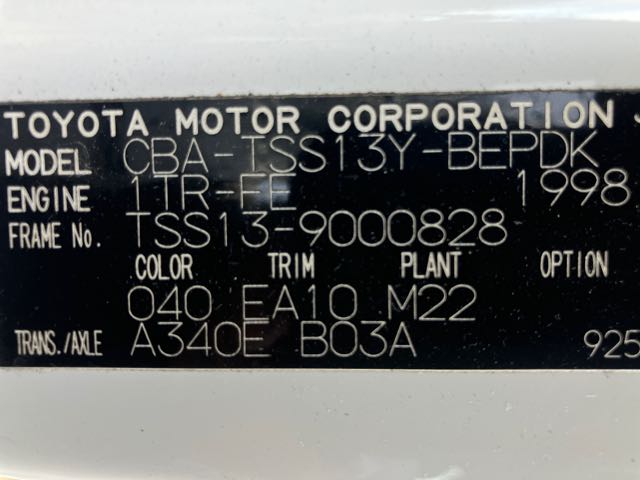 TOYOTA MOTOR CORPORATION
MODEL CBA-TSS13Y-BEPDK
ENGINE 1TR-FE 1998
FRAME No. TSS13-9000828
COLOR TRIM PLANT OPTION
040 EA10 M22
TRANS./AXLE A340E B03A 925